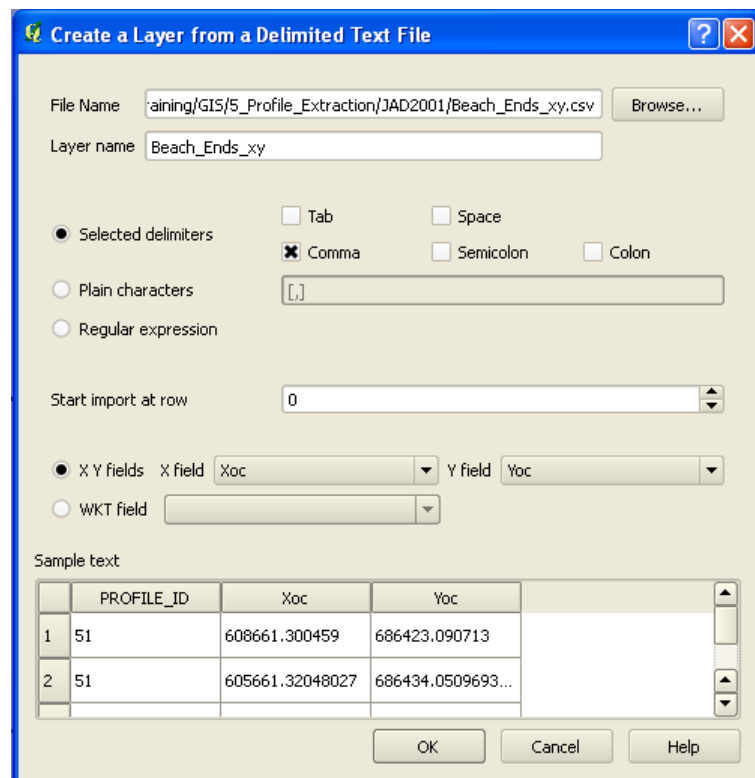 Create a Layer from a Delimited Text File
File Name raining/GIS/5_Profile_Extraction/JAD2001/Beach_Ends_xy.csv Browse...
Layer name Beach_Ends_xy
Selected delimiters
Tab Space
Comma Semicolon Colon
Plain characters [,]
Regular expression
Start import at row 0
X Y fields X field Xoc Y field Yoc
WKT field
Sample text
PROFILE_ID Xoc Yoc
1 51 608661.300459 686423.090713
2 51 605661.32048027 686434.0509693...
OK Cancel Help